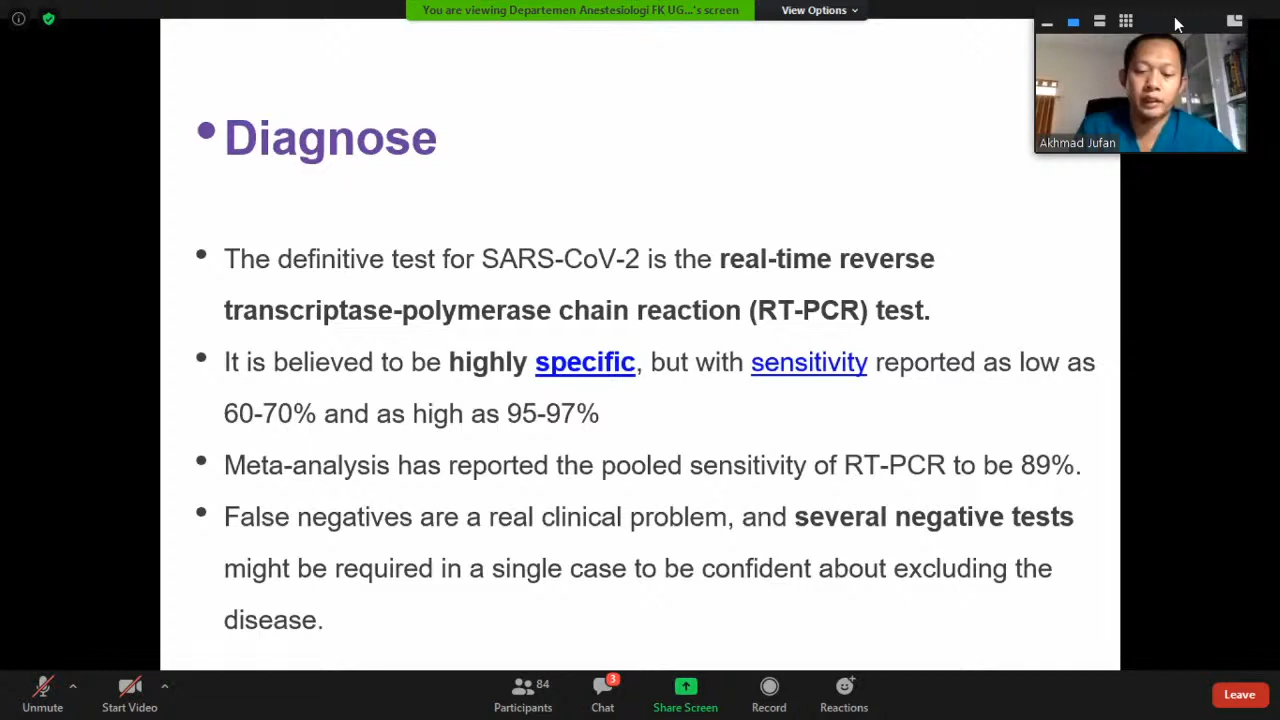 You are viewing Departemen Anestesiologi FK UG...'s screen
View Options
Akhmad Jufan
• Diagnose
• The definitive test for SARS-CoV-2 is the real-time reverse
transcriptase-polymerase chain reaction (RT-PCR) test.
• It is believed to be highly specific, but with sensitivity reported as low as
60-70% and as high as 95-97%
• Meta-analysis has reported the pooled sensitivity of RT-PCR to be 89%.
• False negatives are a real clinical problem, and several negative tests
might be required in a single case to be confident about excluding the
disease.
84
3
Unmute
Start Video
Participants
Chat
Share Screen
Record
Reactions
Leave